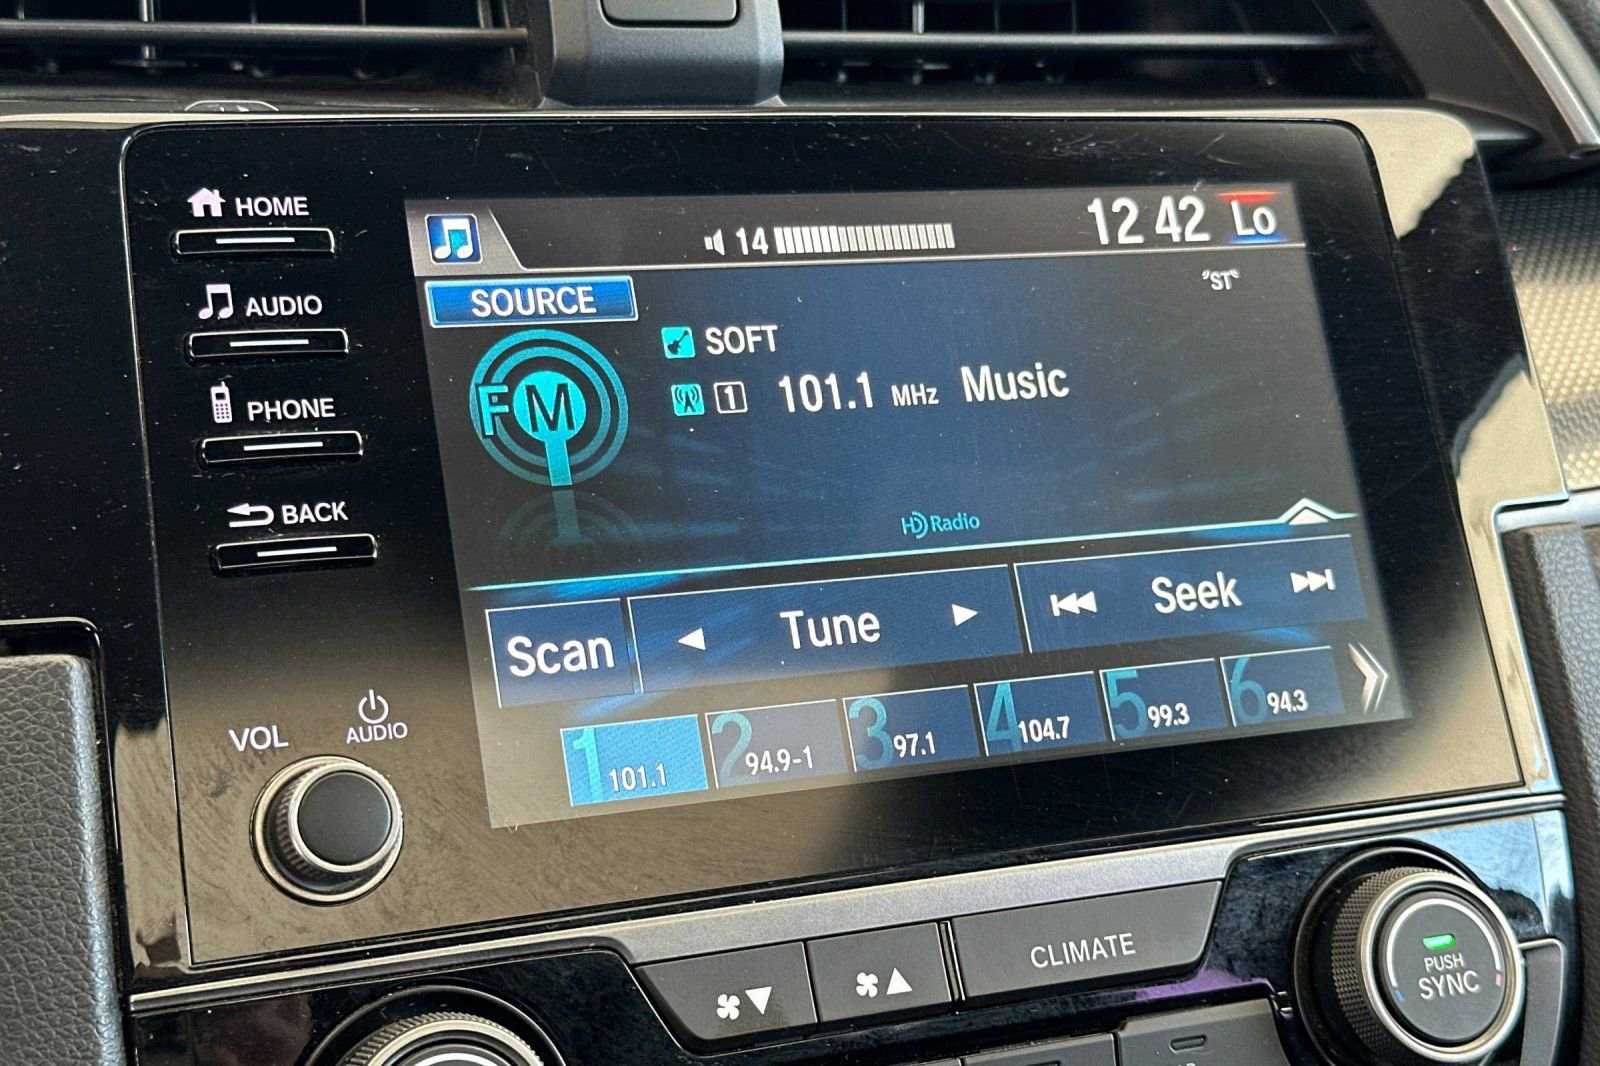 HOME
AUDIO
PHONE
BACK
VOL
AUDIO
14
12 42 Lo
"ST"
SOURCE
FM
SOFT
1 101.1 MHz Music
HD Radio
Scan
Tune
Seek
1 101.1
2 94.9-1
3 97.1
4 104.7
5 99.3
6 94.3
CLIMATE
PUSH
SYNC